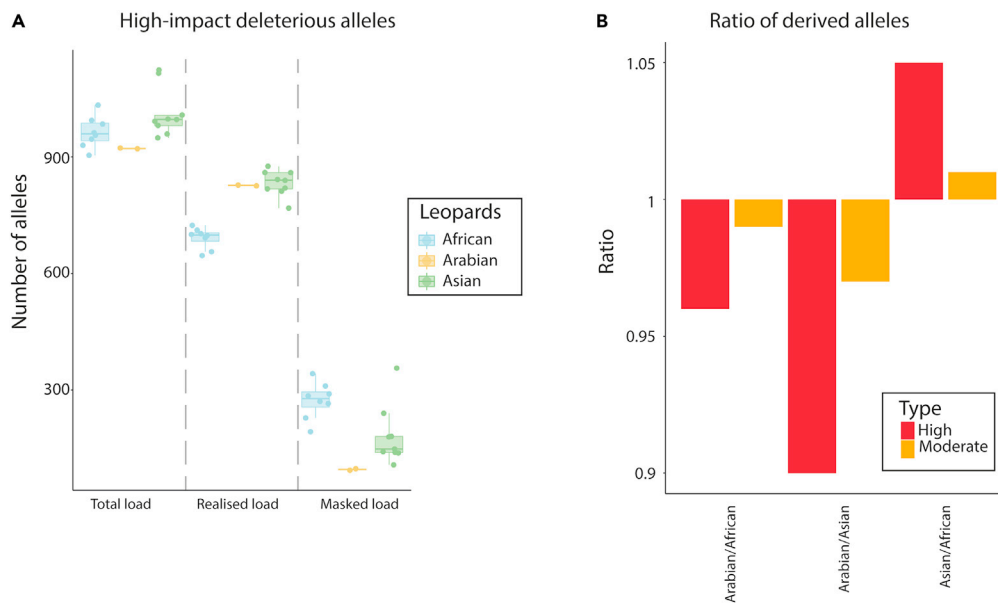 A
High-impact deleterious alleles
Number of alleles
900
600
300
Total load
Realised load
Masked load
Leopards
African
Arabian
Asian
B
Ratio of derived alleles
Ratio
1.05
1
0.95
0.9
Arabian/African
Arabian/Asian
Asian/African
Type
High
Moderate